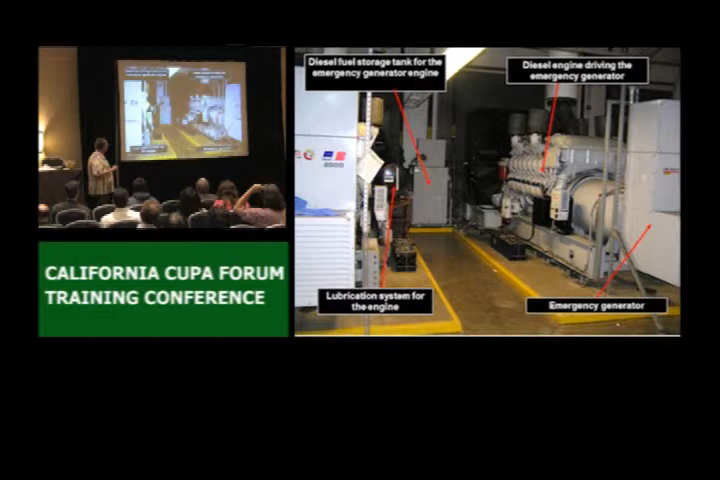 Diesel fuel storage tank for the
emergency generator engine
Diesel engine driving the
emergency generator
2000
CALIFORNIA CUPA FORUM
TRAINING CONFERENCE
Lubrication system for
the engine
Emergency generator